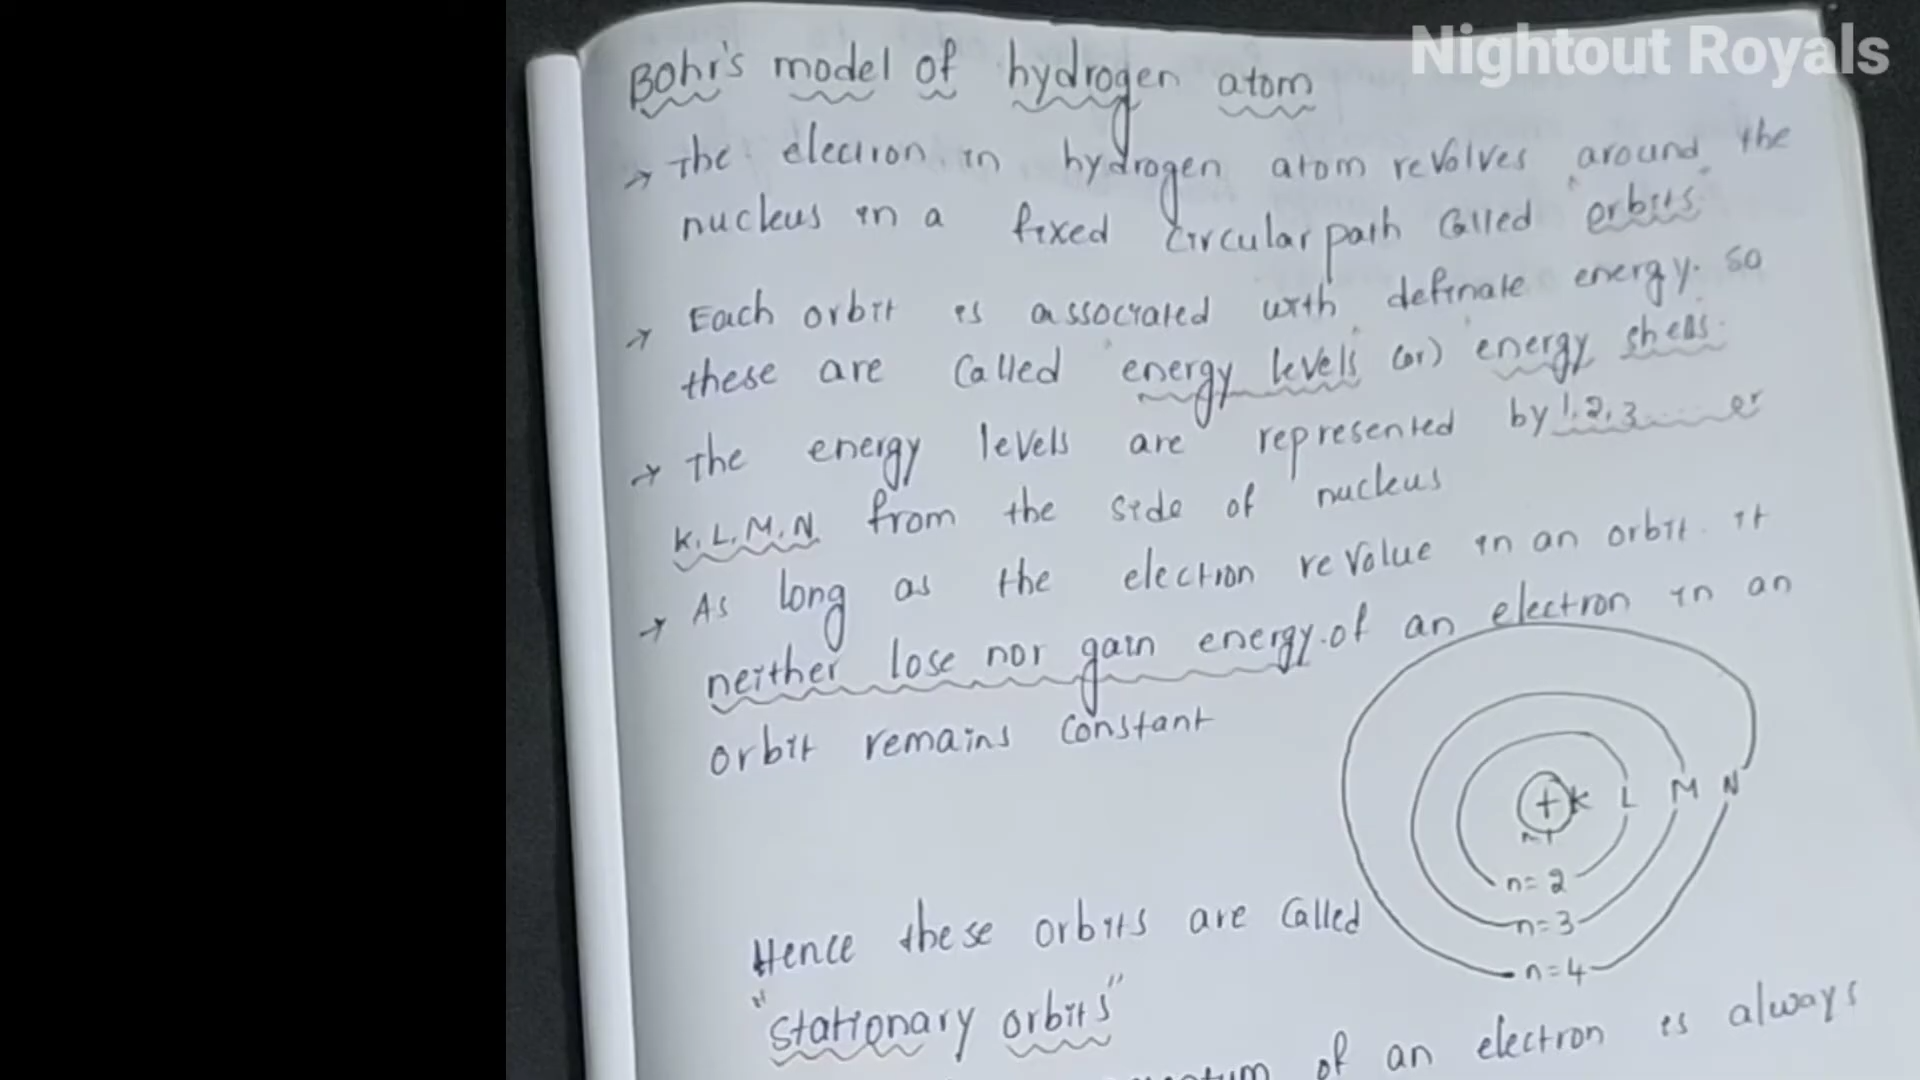 Nightout Royals
Bohr's model of hydrogen atom
→ The electron in hydrogen atom revolves around the
nucleus in a fixed circular path called "orbits"
→ Each orbit is associated with definate energy. so
these are called "energy levels (or) energy shells.
→ The energy levels are represented by 1,2,3...... or
K.L.M.N from the side of nucleus
→ As long as the electron revolue in an orbit. it
neither lose nor gain energy.of an electron in an
orbit remains constant
+ K L M N
n=2
n=3
n=4
Hence these orbits are called
"stationary orbits"
of an electron is always